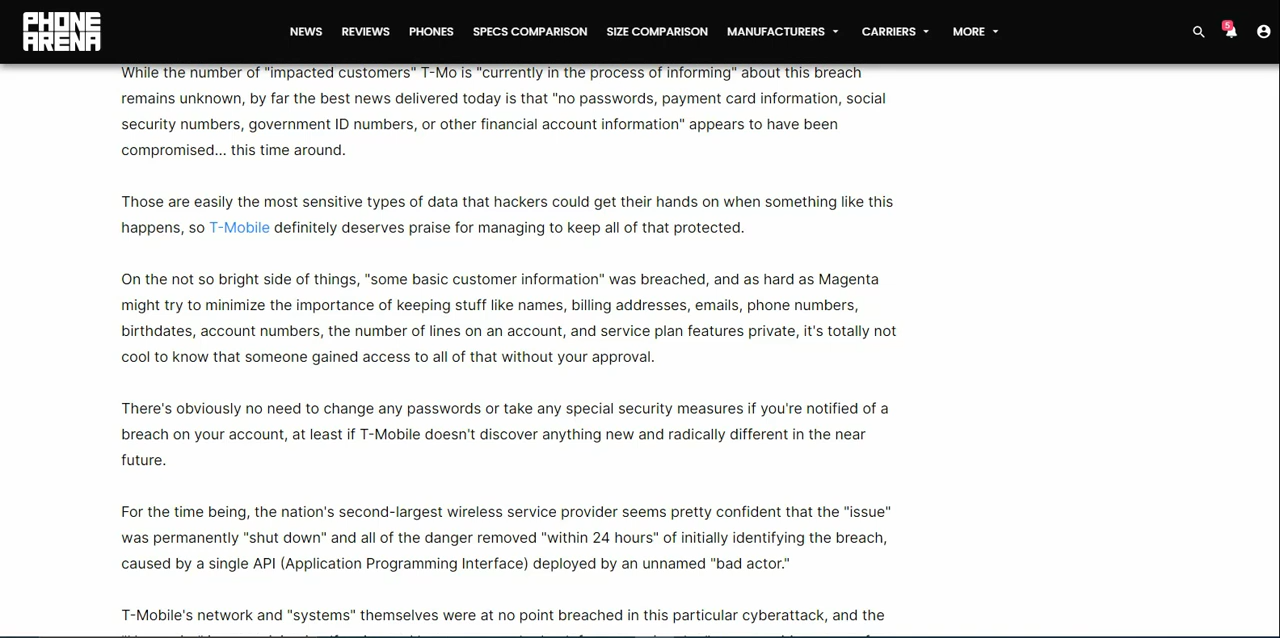 PHONE ARENA
NEWS REVIEWS PHONES SPECS COMPARISON SIZE COMPARISON MANUFACTURERS CARRIERS MORE 5
While the number of "impacted customers" T-Mo is "currently in the process of informing" about this breach
remains unknown, by far the best news delivered today is that "no passwords, payment card information, social
security numbers, government ID numbers, or other financial account information" appears to have been
compromised... this time around.
Those are easily the most sensitive types of data that hackers could get their hands on when something like this
happens, so T-Mobile definitely deserves praise for managing to keep all of that protected.
On the not so bright side of things, "some basic customer information" was breached, and as hard as Magenta
might try to minimize the importance of keeping stuff like names, billing addresses, emails, phone numbers,
birthdates, account numbers, the number of lines on an account, and service plan features private, it's totally not
cool to know that someone gained access to all of that without your approval.
There's obviously no need to change any passwords or take any special security measures if you're notified of a
breach on your account, at least if T-Mobile doesn't discover anything new and radically different in the near
future.
For the time being, the nation's second-largest wireless service provider seems pretty confident that the "issue"
was permanently "shut down" and all of the danger removed "within 24 hours" of initially identifying the breach,
caused by a single API (Application Programming Interface) deployed by an unnamed "bad actor."
T-Mobile's network and "systems" themselves were at no point breached in this particular cyberattack, and the